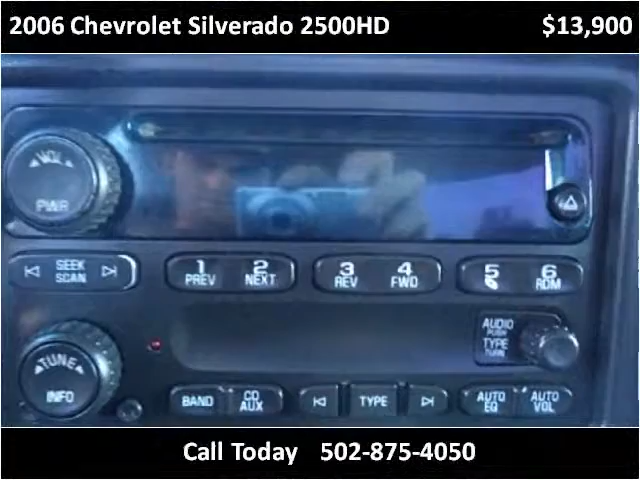 2006 Chevrolet Silverado 2500HD $13,900
VOL
PWR
SEEK
SCAN
1 PREV
2 NEXT
3 REV
4 FWD
5
6 RDM
TUNE
INFO
AUDIO
PUSH
TYPE
TURN
BAND
CD
AUX
TYPE
AUTO
EQ
AUTO
VOL
Call Today 502-875-4050